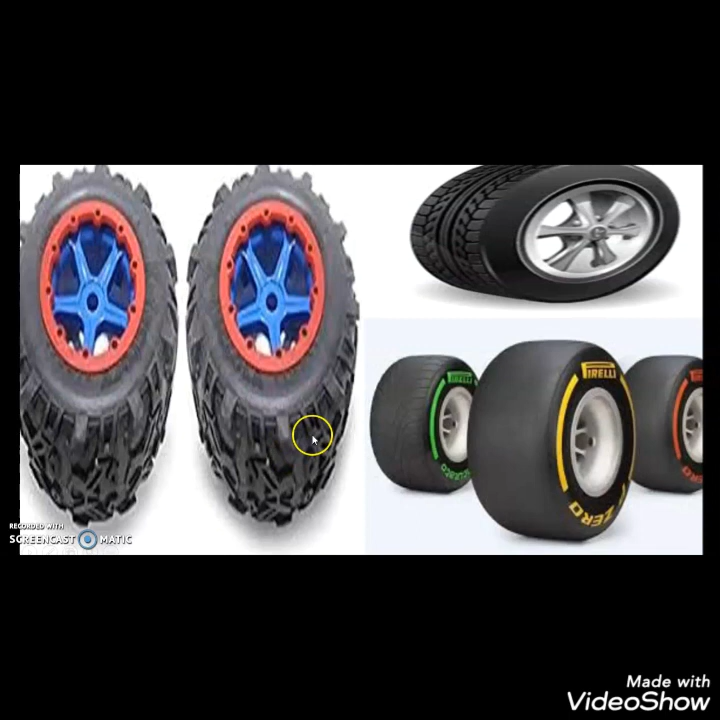 PIRELLI
PIRELLI
ZERO
RECORDED WITH
SCREENCAST MATIC
Made with
VideoShow